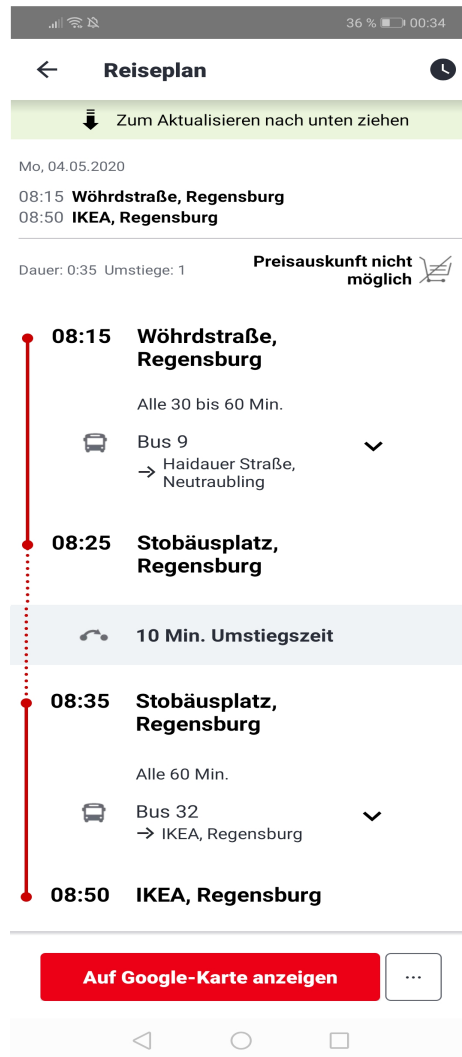 36 % 00:34
Reiseplan
Zum Aktualisieren nach unten ziehen
Mo, 04.05.2020
08:15 Wöhrdstraße, Regensburg
08:50 IKEA, Regensburg
Dauer: 0:35 Umstiege: 1
Preisauskunft nicht
möglich
08:15 Wöhrdstraße,
Regensburg
Alle 30 bis 60 Min.
Bus 9
→ Haidauer Straße,
Neutraubling
08:25 Stobäusplatz,
Regensburg
10 Min. Umstiegszeit
08:35 Stobäusplatz,
Regensburg
Alle 60 Min.
Bus 32
→ IKEA, Regensburg
08:50 IKEA, Regensburg
Auf Google-Karte anzeigen
...